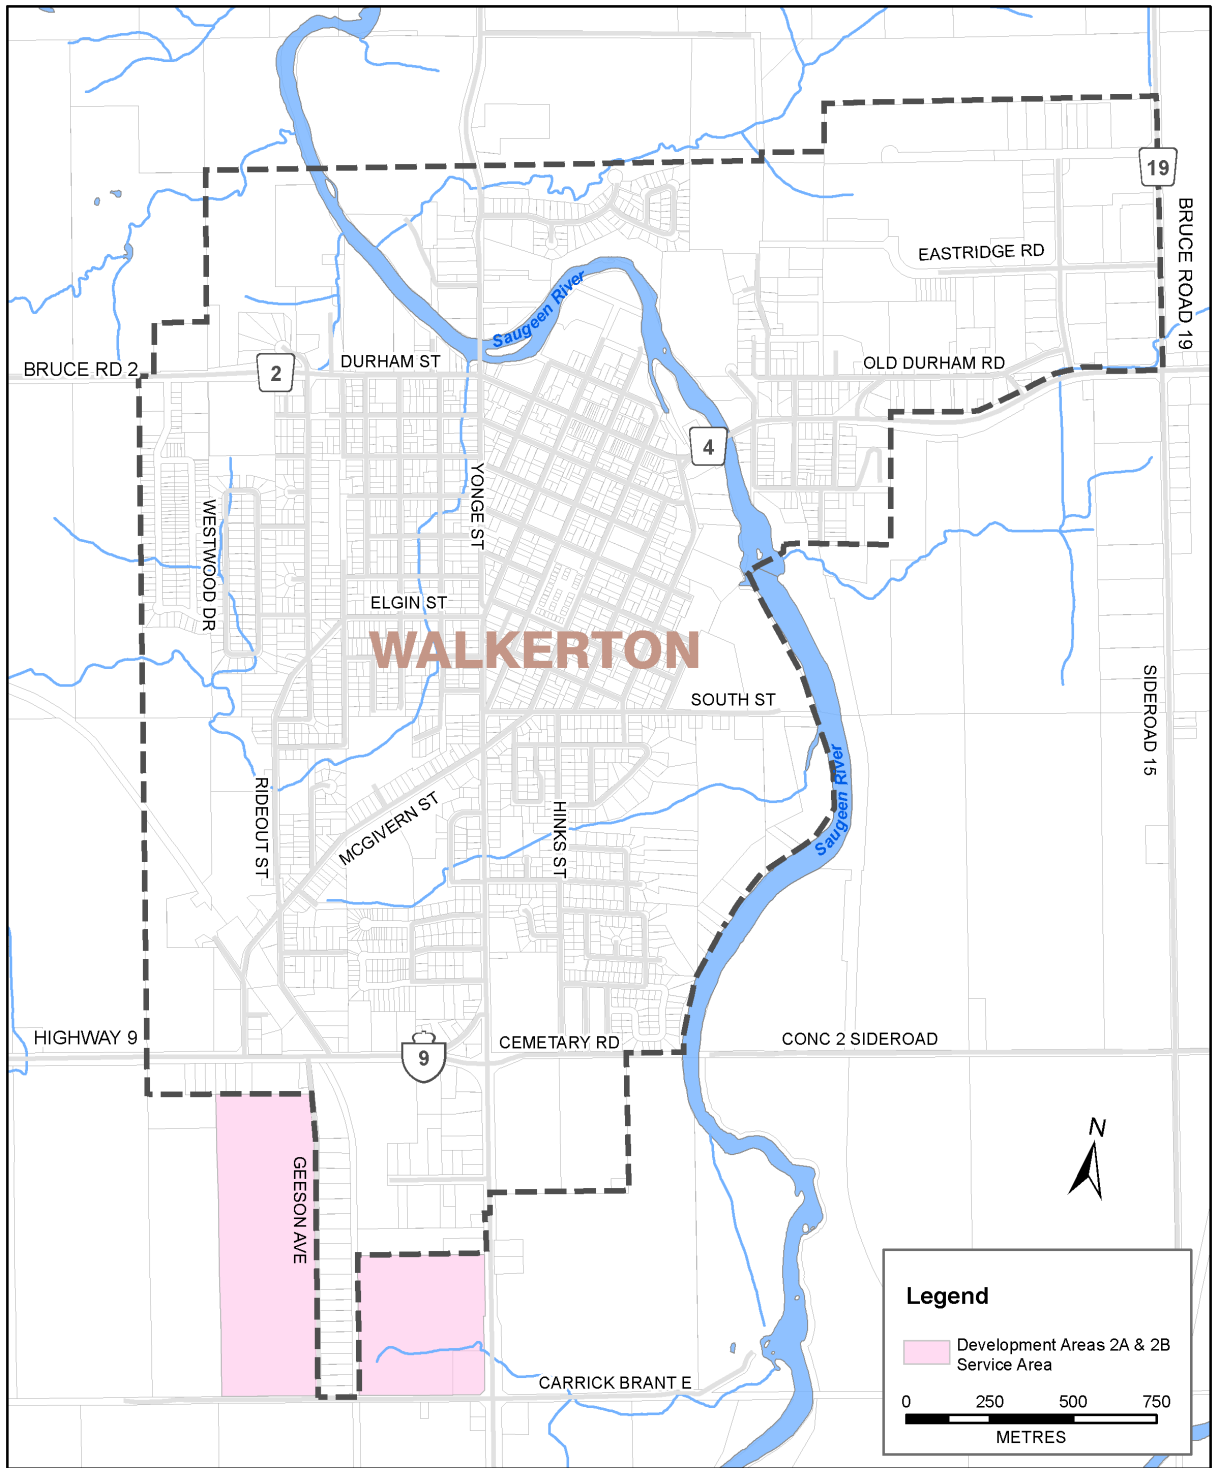 19
BRUCE ROAD 19
EASTRIDGE RD
Saugeen River
BRUCE RD 2
2
DURHAM ST
OLD DURHAM RD
4
YONGE ST
WESTWOOD DR
ELGIN ST
WALKERTON
SOUTH ST
SIDEROAD 15
Saugeen River
RIDEOUT ST
MCGIVERN ST
HINKS ST
HIGHWAY 9
9
CEMETARY RD
CONC 2 SIDEROAD
N
GEESON AVE
CARRICK BRANT E
Legend
Development Areas 2A & 2B
Service Area
0 250 500 750
METRES